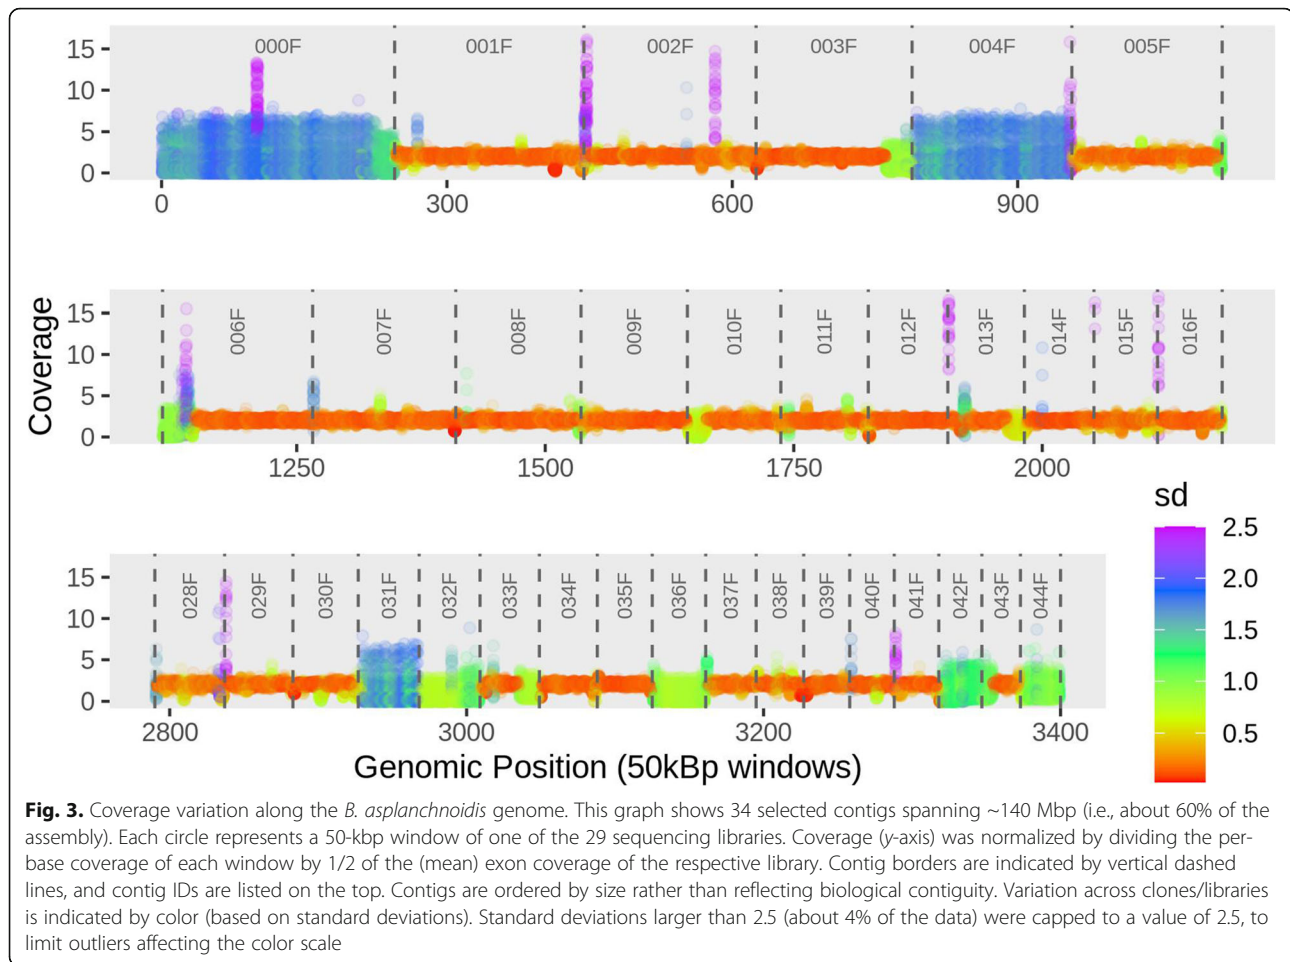 000F 001F 002F 003F 004F 005F
15
10
5
0
0 300 600 900
006F 007F 008F 009F 010F 011F 012F 013F 014F 015F 016F
15
10
5
0
1250 1500 1750 2000
Coverage
028F 029F 030F 031F 032F 033F 034F 035F 036F 037F 038F 039F 040F 041F 042F 043F 044F
15
10
5
0
2800 3000 3200 3400
Genomic Position (50kBp windows)
sd
2.5
2.0
1.5
1.0
0.5
Fig. 3. Coverage variation along the B. asplanchnoidis genome. This graph shows 34 selected contigs spanning ~140 Mbp (i.e., about 60% of the
assembly). Each circle represents a 50-kbp window of one of the 29 sequencing libraries. Coverage (y-axis) was normalized by dividing the per-
base coverage of each window by 1/2 of the (mean) exon coverage of the respective library. Contig borders are indicated by vertical dashed
lines, and contig IDs are listed on the top. Contigs are ordered by size rather than reflecting biological contiguity. Variation across clones/libraries
is indicated by color (based on standard deviations). Standard deviations larger than 2.5 (about 4% of the data) were capped to a value of 2.5, to
limit outliers affecting the color scale